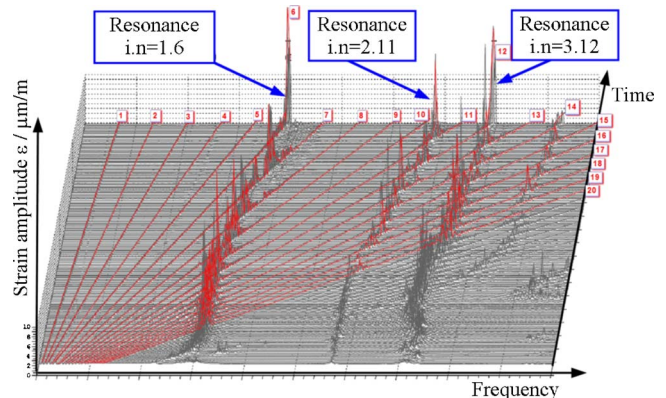 6
Resonance
i.n=1.6
Resonance
i.n=2.11
Resonance
i.n=3.12
12
Time
1
2
3
4
5
7
8
9
10
11
13
14
15
16
17
18
19
20
Strain amplitude ε / µm/m
10
8
6
4
2
0
Frequency